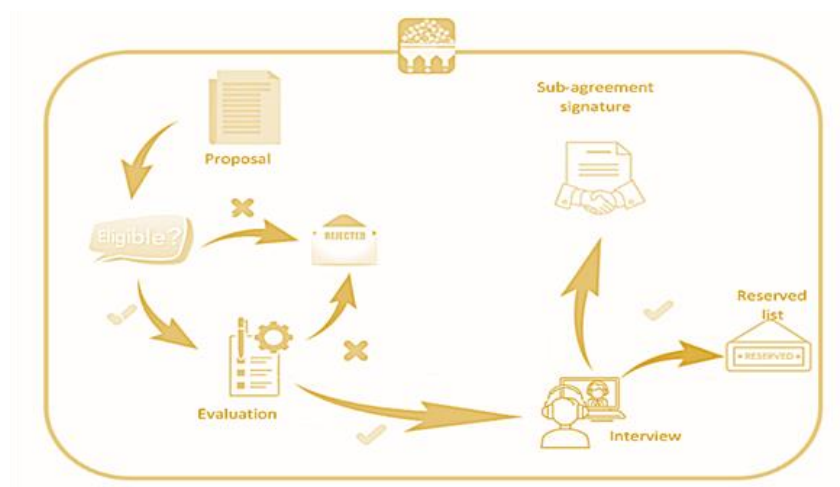 Sub-agreement
signature
Proposal
Eligible?
REJECTED
Reserved
list
RESERVED
Evaluation
Interview